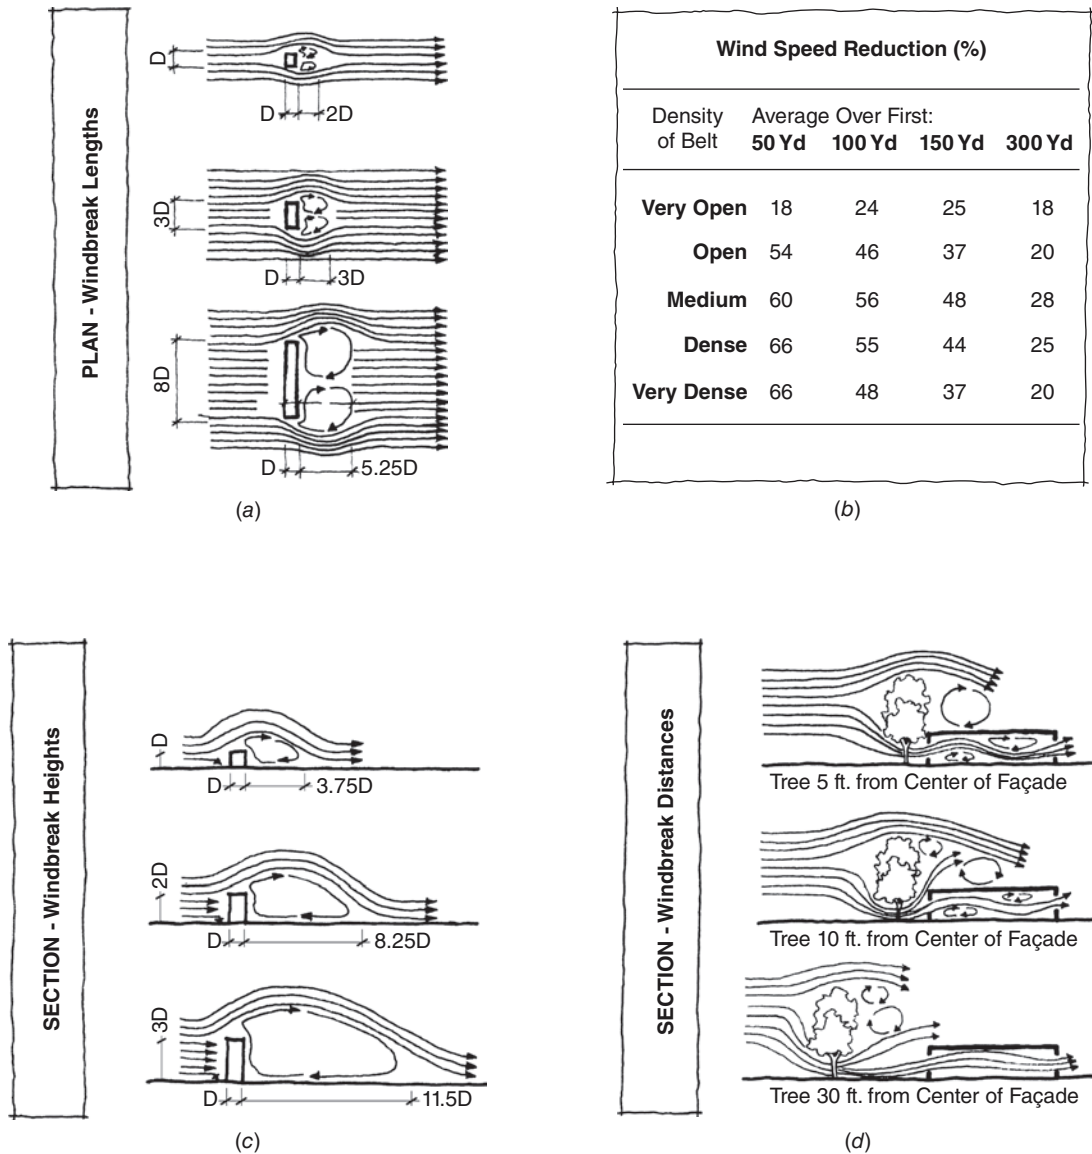 PLAN - Windbreak Lengths
D
D 2D
3D
D 3D
8D
D 5.25D
(a)
Wind Speed Reduction (%)
Density Average Over First:
of Belt 50 Yd 100 Yd 150 Yd 300 Yd
Very Open 18 24 25 18
Open 54 46 37 20
Medium 60 56 48 28
Dense 66 55 44 25
Very Dense 66 48 37 20
(b)
SECTION - Windbreak Heights
D
D 3.75D
2D
D 8.25D
3D
D 11.5D
(c)
SECTION - Windbreak Distances
Tree 5 ft. from Center of Façade
Tree 10 ft. from Center of Façade
Tree 30 ft. from Center of Façade
(d)